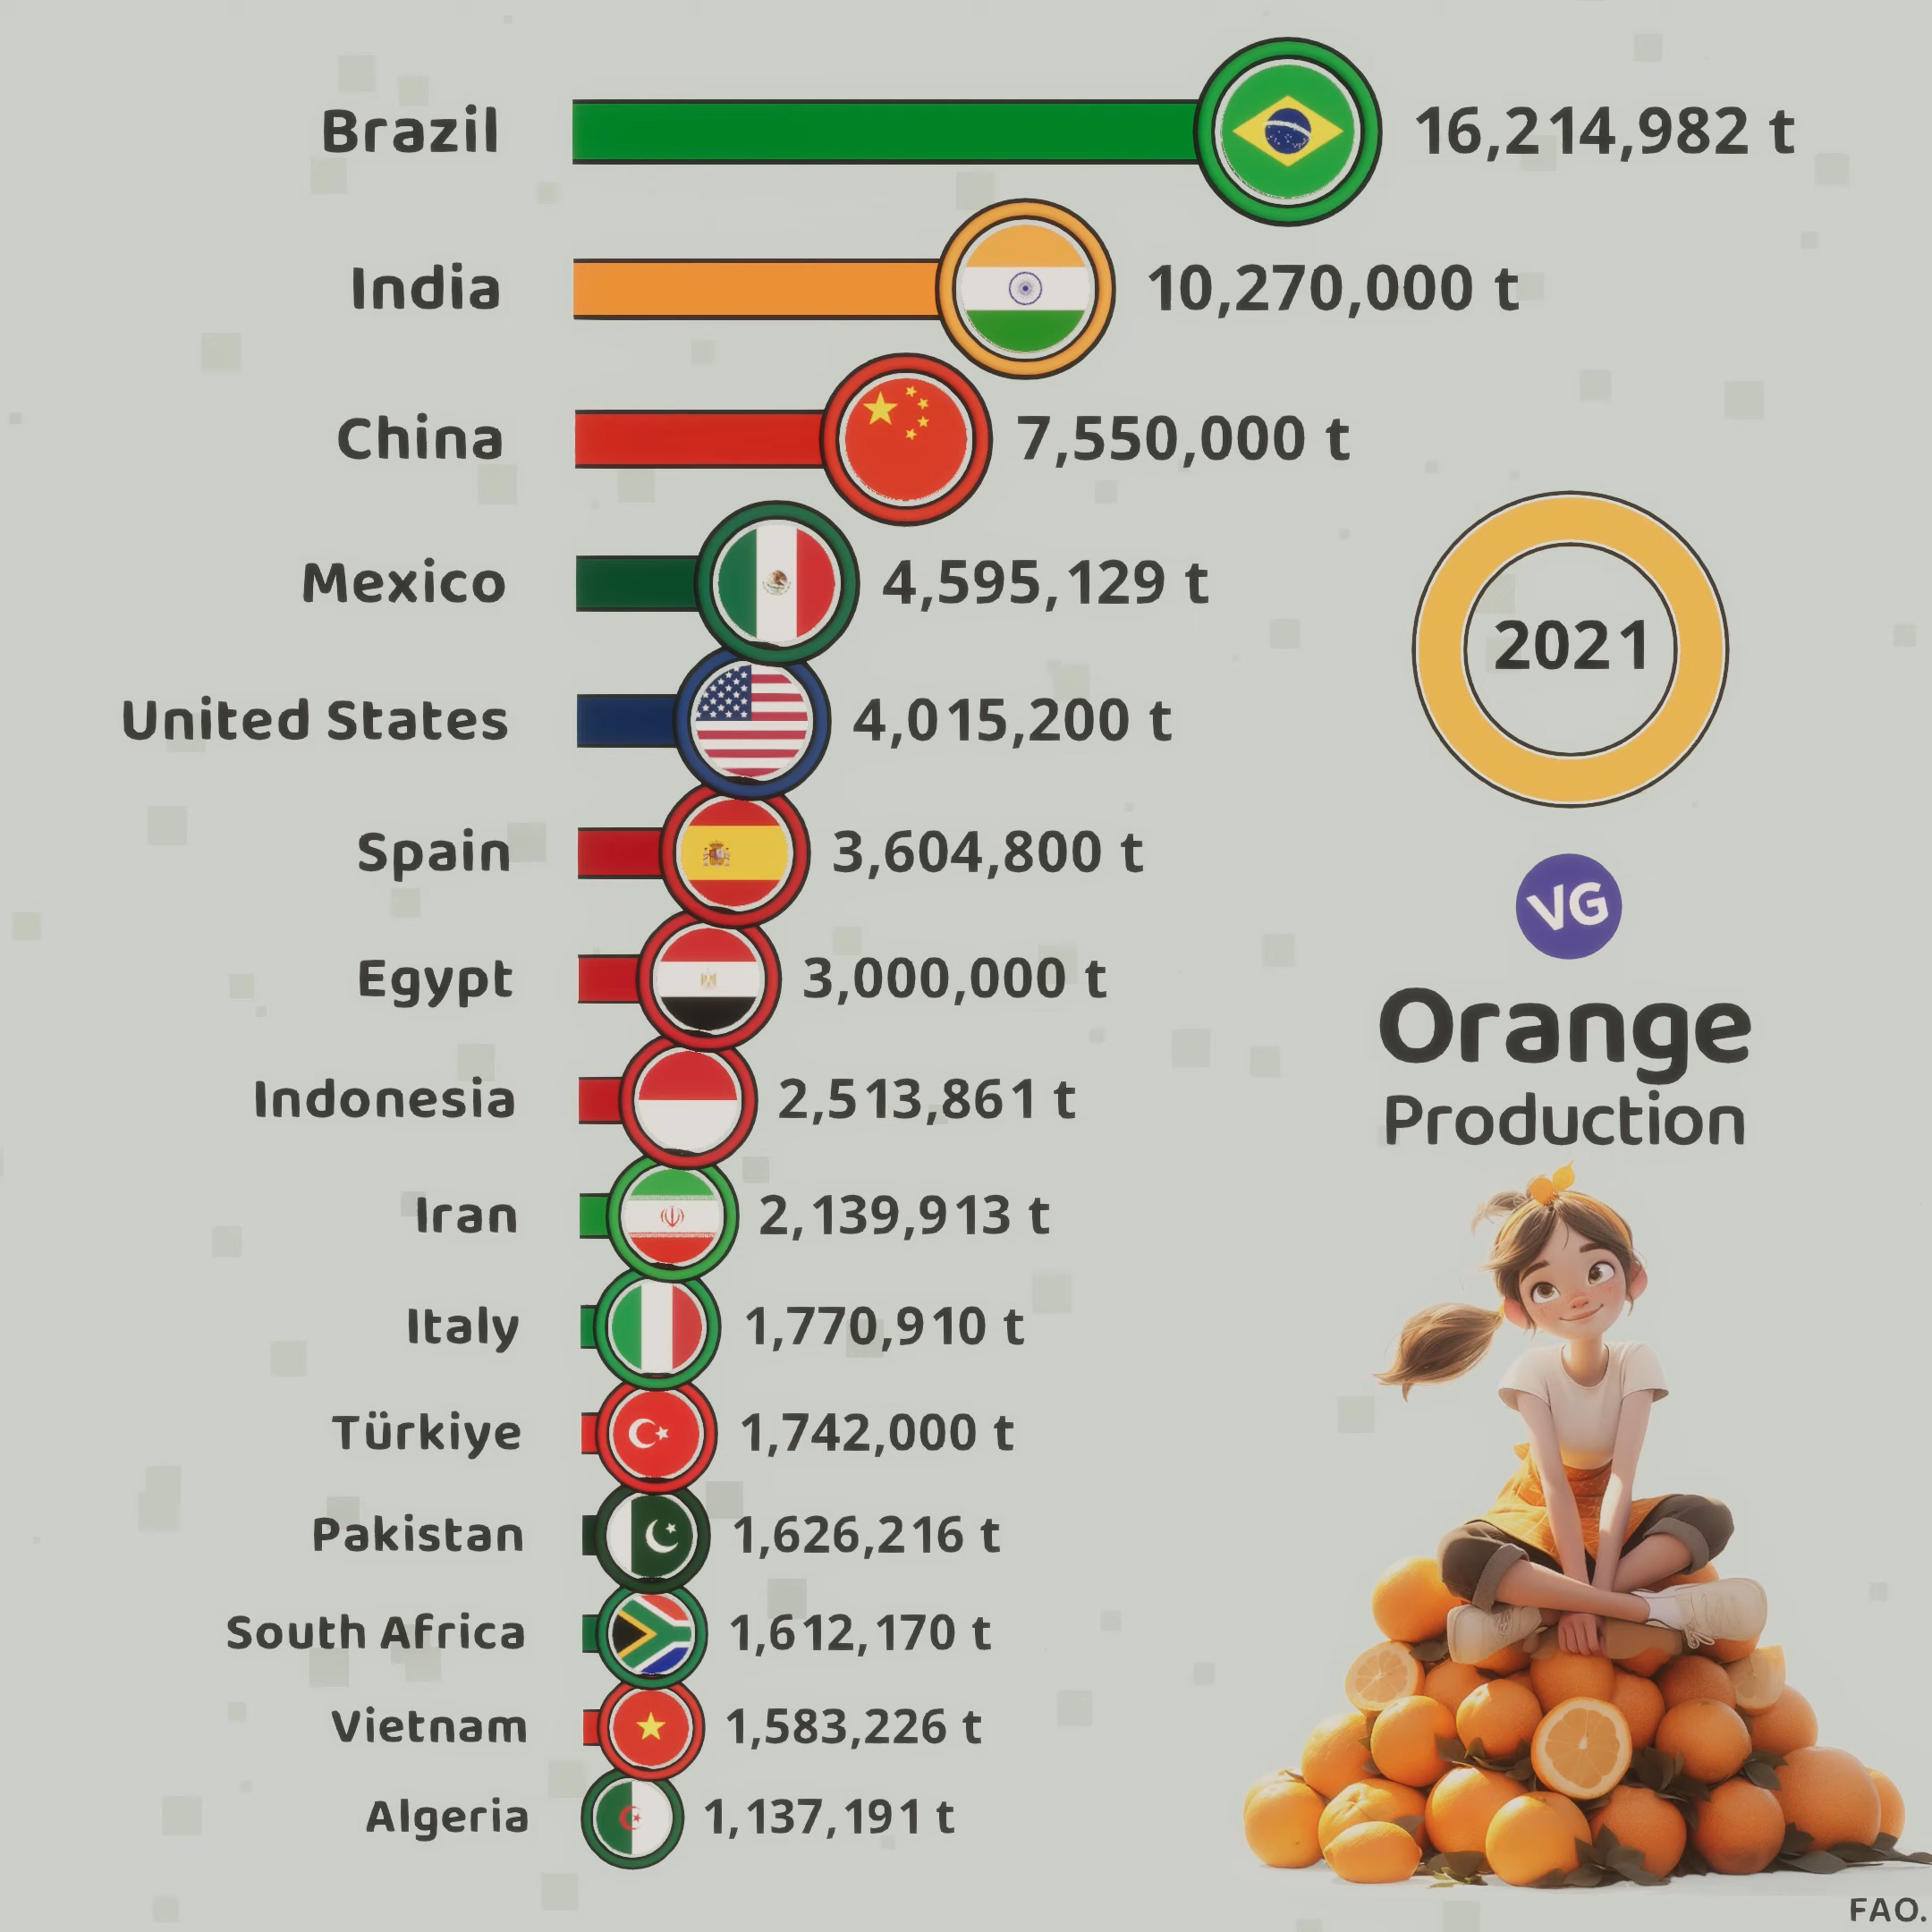 Brazil 16,214,982 t
India 10,270,000 t
China 7,550,000 t
Mexico 4,595,129 t
United States 4,015,200 t
Spain 3,604,800 t
Egypt 3,000,000 t
Indonesia 2,513,861 t
Iran 2,139,913 t
Italy 1,770,910 t
Türkiye 1,742,000 t
Pakistan 1,626,216 t
South Africa 1,612,170 t
Vietnam 1,583,226 t
Algeria 1,137,191 t
2021
VG
Orange
Production
FAO.